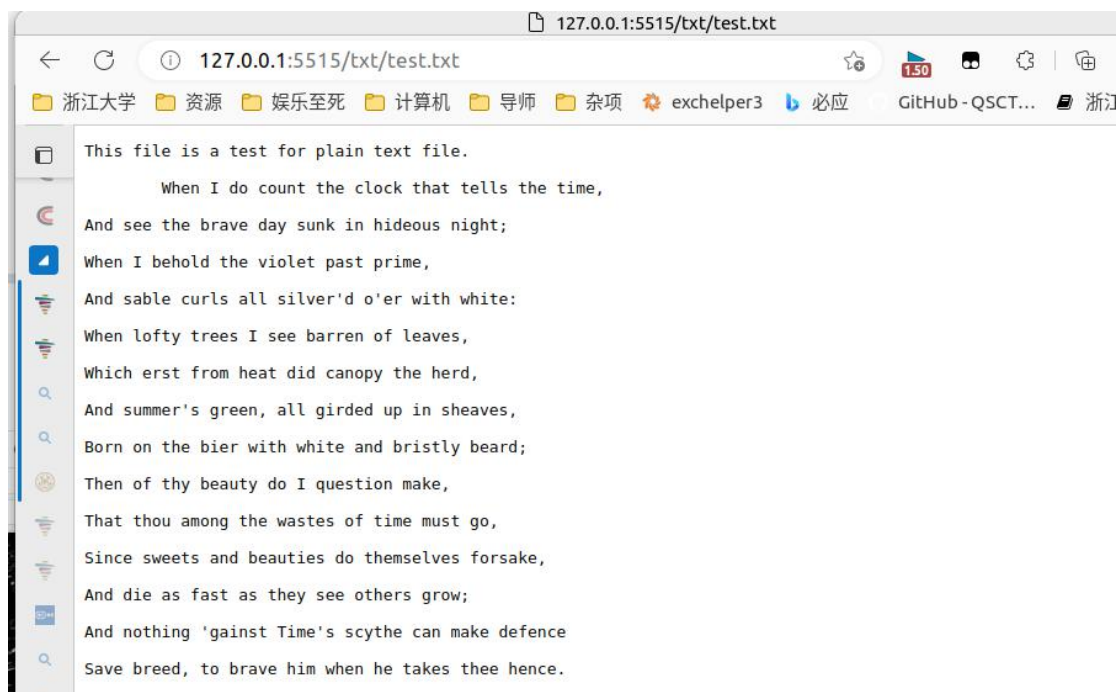 127.0.0.1:5515/txt/test.txt
127.0.0.1:5515/txt/test.txt
1.50
浙江大学 资源 娱乐至死 计算机 导师 杂项 exchelper3 必应 GitHub - QSCT... 浙江
This file is a test for plain text file.
When I do count the clock that tells the time,
And see the brave day sunk in hideous night;
When I behold the violet past prime,
And sable curls all silver'd o'er with white:
When lofty trees I see barren of leaves,
Which erst from heat did canopy the herd,
And summer's green, all girded up in sheaves,
Born on the bier with white and bristly beard;
Then of thy beauty do I question make,
That thou among the wastes of time must go,
Since sweets and beauties do themselves forsake,
And die as fast as they see others grow;
And nothing 'gainst Time's scythe can make defence
Save breed, to brave him when he takes thee hence.